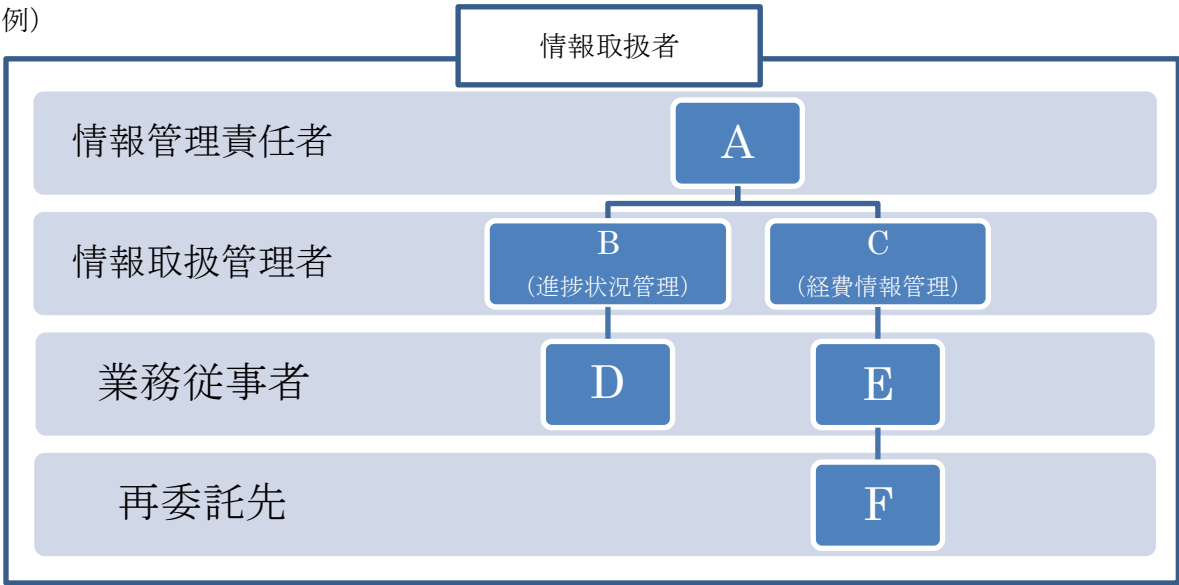 例）
情報取扱者
情報管理責任者
A
情報取扱管理者
B
（進捗状況管理）
C
（経費情報管理）
業務従事者
D
E
再委託先
F